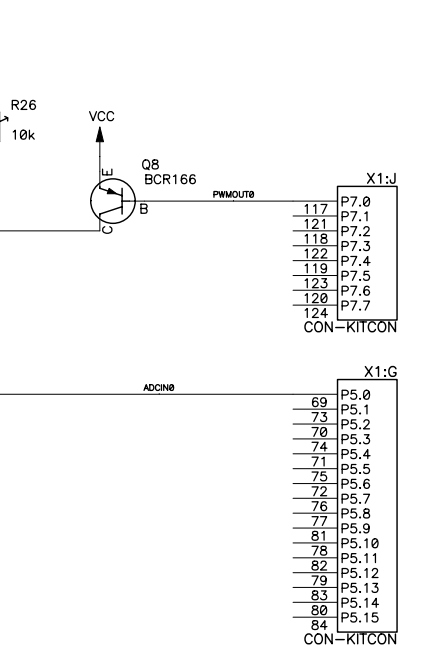 R26
10k
VCC
E
Q8
BCR166
B
C
PWMOUT0
X1:J
P7.0
117 P7.1
121 P7.2
118 P7.3
122 P7.4
119 P7.5
123 P7.6
120 P7.7
124
CON-KITCON
X1:G
ADCIN0
P5.0
69 P5.1
73 P5.2
70 P5.3
74 P5.4
71 P5.5
75 P5.6
72 P5.7
76 P5.8
77 P5.9
81 P5.10
78 P5.11
82 P5.12
79 P5.13
83 P5.14
80 P5.15
84
CON-KITCON